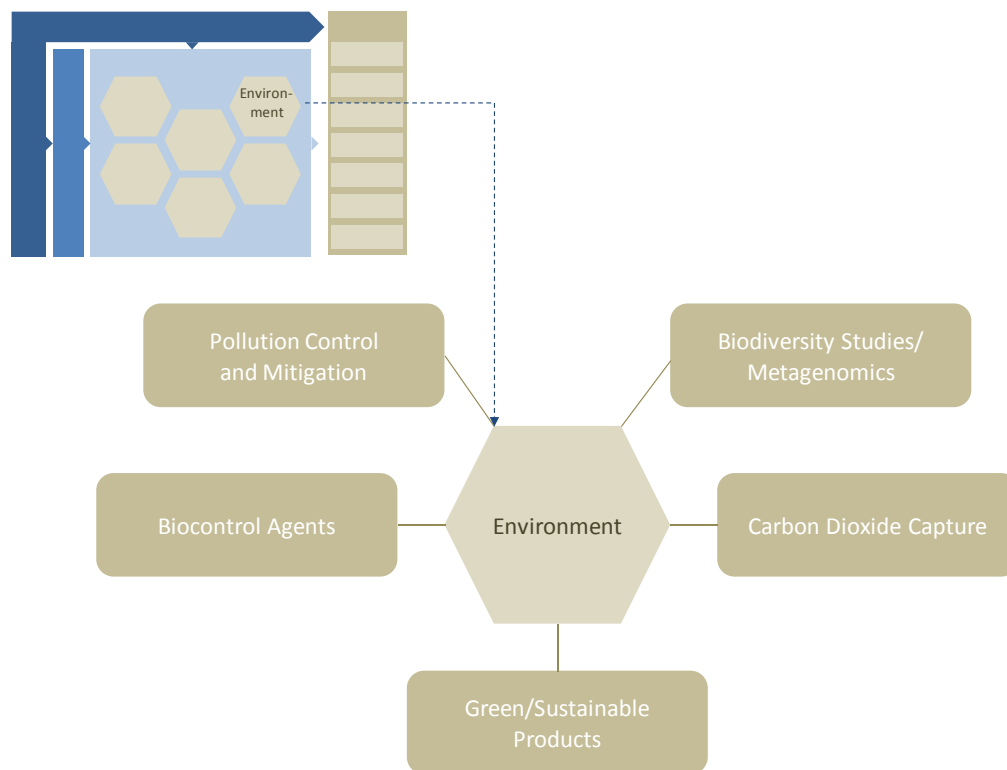 Environ-
ment
Pollution Control
and Mitigation
Biodiversity Studies/
Metagenomics
Biocontrol Agents
Environment
Carbon Dioxide Capture
Green/Sustainable
Products